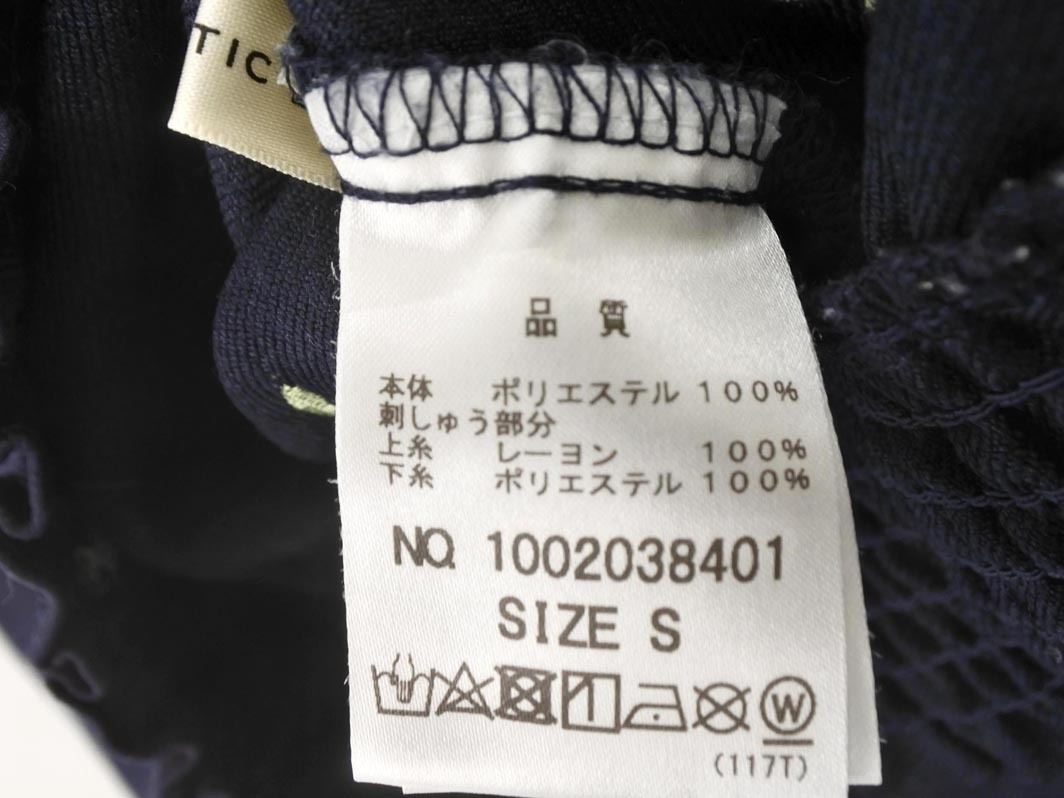 TIC
品質
本体 ポリエステル 100%
刺しゅう部分
上糸 レーヨン 100%
下糸 ポリエステル 100%
NO. 1002038401
SIZE S
W
(117T)